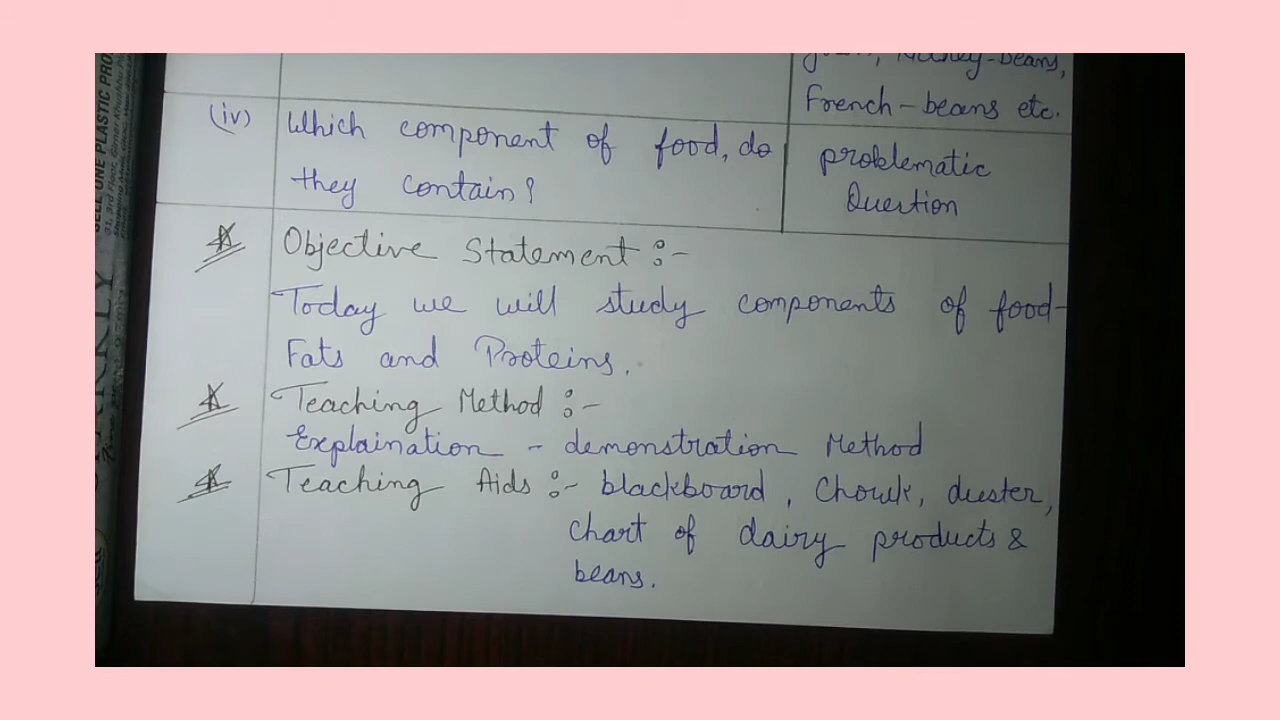 Kidney-beans,
French-beans etc.
(iv) Which component of food, do they contain?
problematic Question
Objective Statement :-
Today we will study components of food-
Fats and Proteins.
Teaching Method :-
Explaination - demonstration Method
Teaching Aids :- blackboard, Chowk, duster,
Chart of dairy products &
beans.